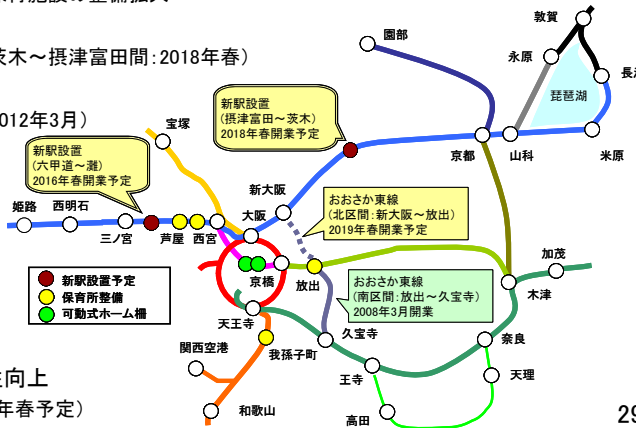 保育施設の整備拡大
茨木～摂津富田間：2018年春）
012年3月）
園部
敦賀
永原
長
琵琶湖
新駅設置
（摂津富田～茨木）
2018年春開業予定
宝塚
新駅設置
（六甲道～灘）
2016年春開業予定
京都
山科
米原
新大阪
大阪
おおさか東線
（北区間：新大阪～放出）
2019年春開業予定
姫路
西明石
三ノ宮
芦屋
西宮
京橋
放出
加茂
木津
新駅設置予定
保育所整備
可動式ホーム柵
おおさか東線
（南区間：放出～久宝寺）
2008年3月開業
天王寺
久宝寺
奈良
関西空港
我孫子町
王寺
天理
向上
年春予定）
和歌山
高田
29